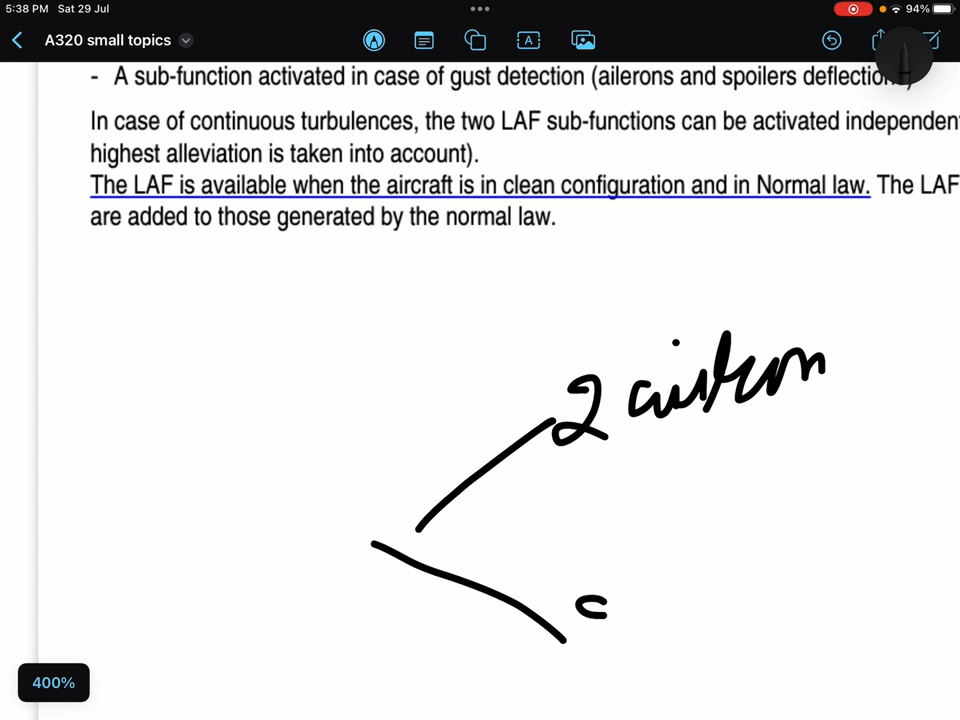 5:38 PM Sat 29 Jul 94%
A320 small topics
A
- A sub-function activated in case of gust detection (ailerons and spoilers deflection
In case of continuous turbulences, the two LAF sub-functions can be activated independen
highest alleviation is taken into account).
The LAF is available when the aircraft is in clean configuration and in Normal law. The LAF
are added to those generated by the normal law.
2 aileron
400%